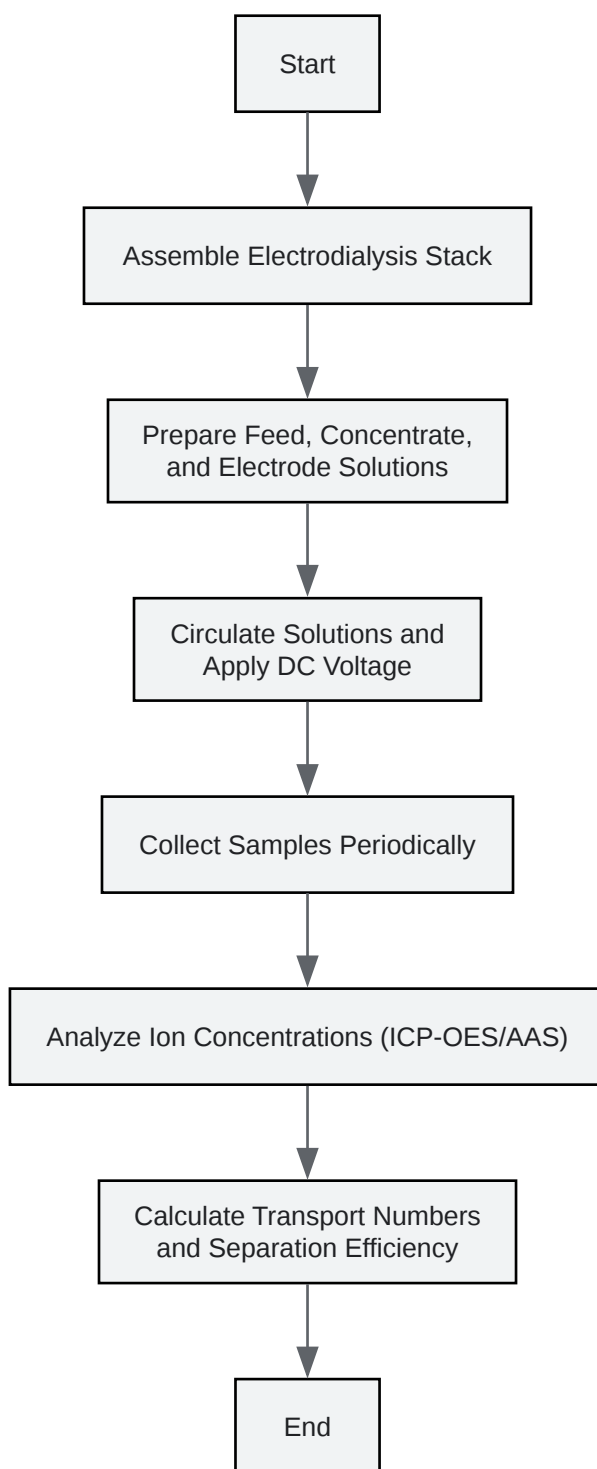 Start
Assemble Electrodialysis Stack
Prepare Feed, Concentrate,
and Electrode Solutions
Circulate Solutions and
Apply DC Voltage
Collect Samples Periodically
Analyze Ion Concentrations (ICP-OES/AAS)
Calculate Transport Numbers
and Separation Efficiency
End